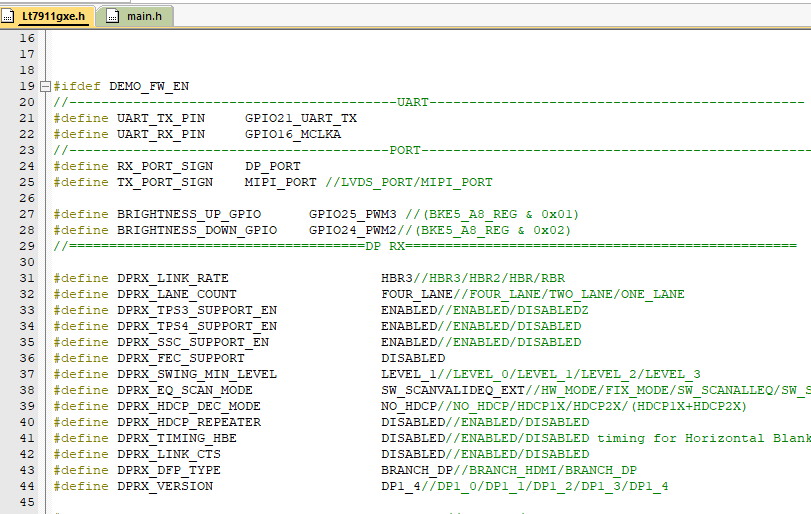 Lt7911gxe.h main.h
16
17
18
19 #ifdef DEMO_FW_EN
20 //-----------------------------------------UART-----------------------------------------------
21 #define UART_TX_PIN     GPIO21_UART_TX
22 #define UART_RX_PIN     GPIO16_MCLKA
23 //----------------------------------------PORT-------------------------------------------------
24 #define RX_PORT_SIGN    DP_PORT
25 #define TX_PORT_SIGN    MIPI_PORT //LVDS_PORT/MIPI_PORT
26
27 #define BRIGHTNESS_UP_GPIO      GPIO25_PWM3 //(BKE5_A8_REG & 0x01)
28 #define BRIGHTNESS_DOWN_GPIO    GPIO24_PWM2//(BKE5_A8_REG & 0x02)
29 //=====================================DP RX=================================================
30
31 #define DPRX_LINK_RATE                   HBR3//HBR3/HBR2/HBR/RBR
32 #define DPRX_LANE_COUNT                  FOUR_LANE//FOUR_LANE/TWO_LANE/ONE_LANE
33 #define DPRX_TPS3_SUPPORT_EN             ENABLED//ENABLED/DISABLEDZ
34 #define DPRX_TPS4_SUPPORT_EN             ENABLED//ENABLED/DISABLED
35 #define DPRX_SSC_SUPPORT_EN              ENABLED//ENABLED/DISABLED
36 #define DPRX_FEC_SUPPORT                 DISABLED
37 #define DPRX_SWING_MIN_LEVEL             LEVEL_1//LEVEL_0/LEVEL_1/LEVEL_2/LEVEL_3
38 #define DPRX_EQ_SCAN_MODE                SW_SCANVALIDEQ_EXT//HW_MODE/FIX_MODE/SW_SCANALLEQ/SW_S
39 #define DPRX_HDCP_DEC_MODE               NO_HDCP//NO_HDCP/HDCP1X/HDCP2X/(HDCP1X+HDCP2X)
40 #define DPRX_HDCP_REPEATER               DISABLED//ENABLED/DISABLED
41 #define DPRX_TIMING_HBE                  DISABLED//ENABLED/DISABLED timing for Horizontal Blank
42 #define DPRX_LINK_CTS                    DISABLED//ENABLED/DISABLED
43 #define DPRX_DFP_TYPE                    BRANCH_DP//BRANCH_HDMI/BRANCH_DP
44 #define DPRX_VERSION                     DP1_4//DP1_0/DP1_1/DP1_2/DP1_3/DP1_4
45